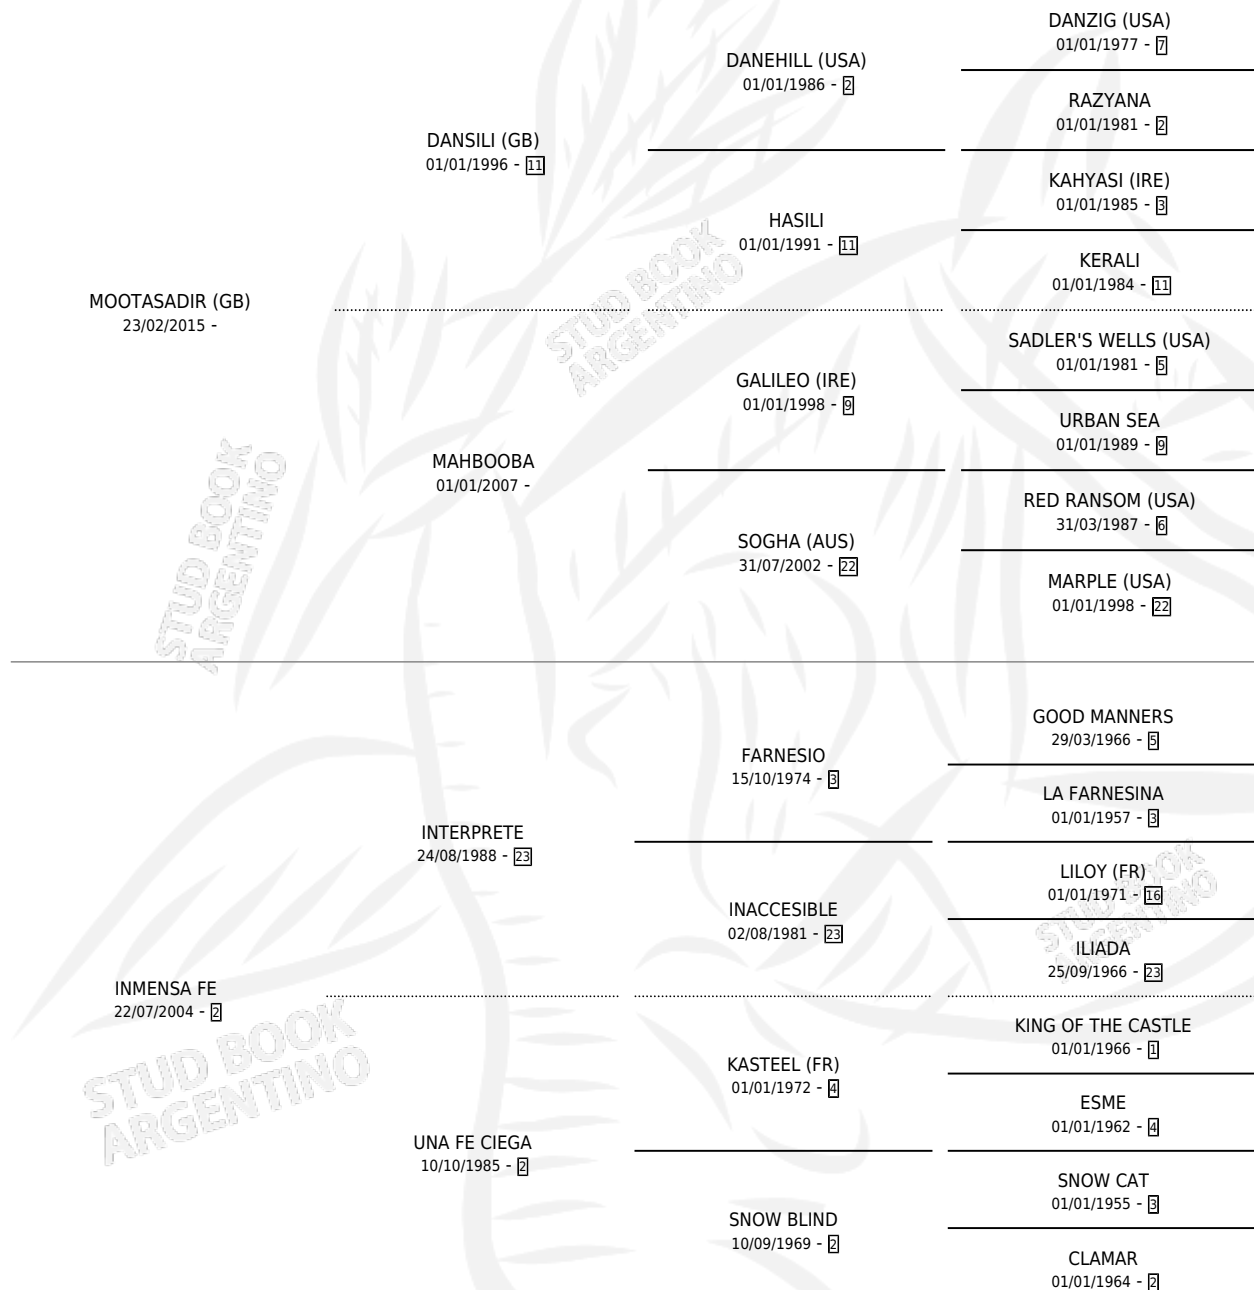 DANZIG (USA)
01/01/1977 - 7
DANEHILL (USA)
01/01/1986 - 2
RAZYANA
01/01/1981 - 2
DANSILI (GB)
01/01/1996 - 11
KAHYASI (IRE)
01/01/1985 - 3
HASILI
01/01/1991 - 11
KERALI
01/01/1984 - 11
MOOTASADIR (GB)
23/02/2015 -
SADLER'S WELLS (USA)
01/01/1981 - 5
GALILEO (IRE)
01/01/1998 - 9
URBAN SEA
01/01/1989 - 9
MAHBOOBA
01/01/2007 -
RED RANSOM (USA)
31/03/1987 - 6
SOGHA (AUS)
31/07/2002 - 22
MARPLE (USA)
01/01/1998 - 22
STUD BOOK
ARGENTINO
STUD BOOK
ARGENTINO
GOOD MANNERS
29/03/1966 - 5
FARNESIO
15/10/1974 - 3
LA FARNESINA
01/01/1957 - 3
INTERPRETE
24/08/1988 - 23
LILOY (FR)
01/01/1971 - 16
INACCESIBLE
02/08/1981 - 23
ILIADA
25/09/1966 - 23
STUD BOOK
ARGENTINO
INMENSA FE
22/07/2004 - 2
KING OF THE CASTLE
01/01/1966 - 1
KASTEEL (FR)
01/01/1972 - 4
ESME
01/01/1962 - 4
UNA FE CIEGA
10/10/1985 - 2
SNOW CAT
01/01/1955 - 3
SNOW BLIND
10/09/1969 - 2
CLAMAR
01/01/1964 - 2
STUD BOOK
ARGENTINO